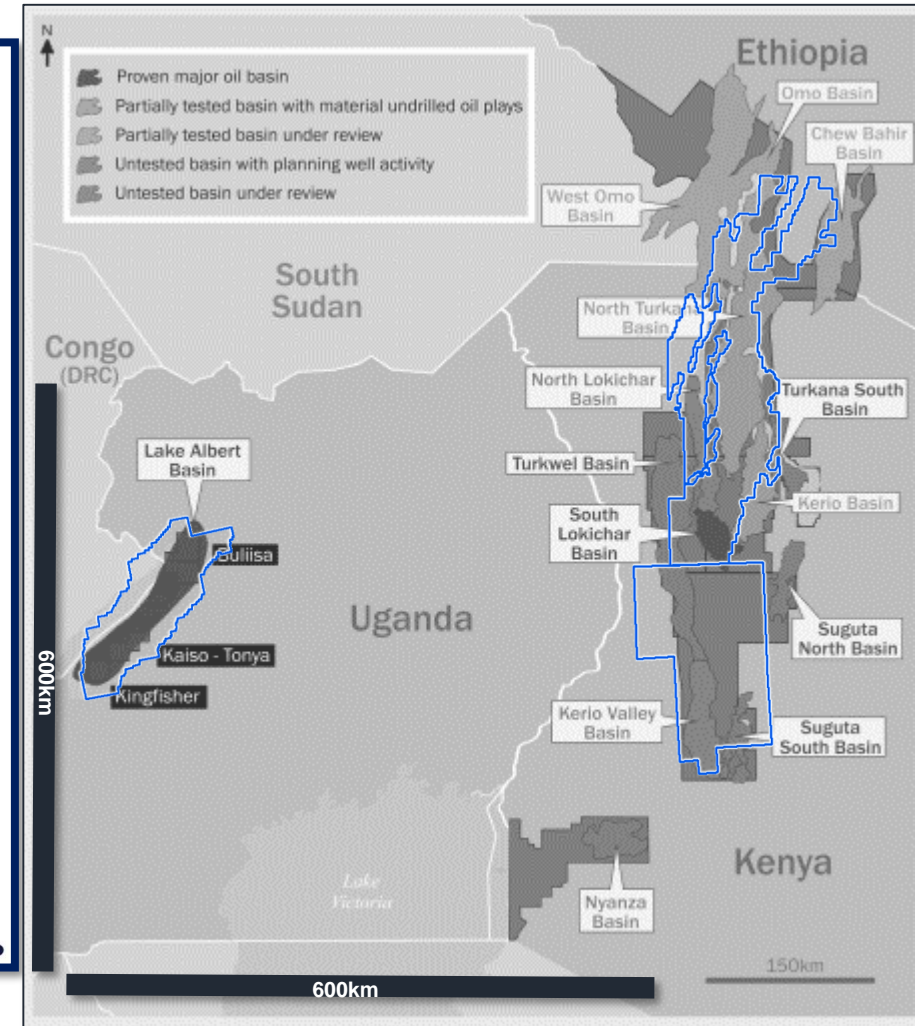 N
Proven major oil basin
Partially tested basin with material undrilled oil plays
Partially tested basin under review
Untested basin with planning well activity
Untested basin under review
Ethiopia
Omo Basin
Chew Bahir
Basin
West Omo
Basin
South
Sudan
North Turkana
Basin
Congo
(DRC)
North Lokichar
Basin
Turkana South
Basin
Lake Albert
Basin
Turkwel Basin
Kerio Basin
South
Lokichar
Basin
Buliisa
Uganda
Suguta
North Basin
Kaiso - Tonya
Kingfisher
600km
Kerio Valley
Basin
Suguta
South Basin
Lake
Victoria
Kenya
Nyanza
Basin
150km
600km